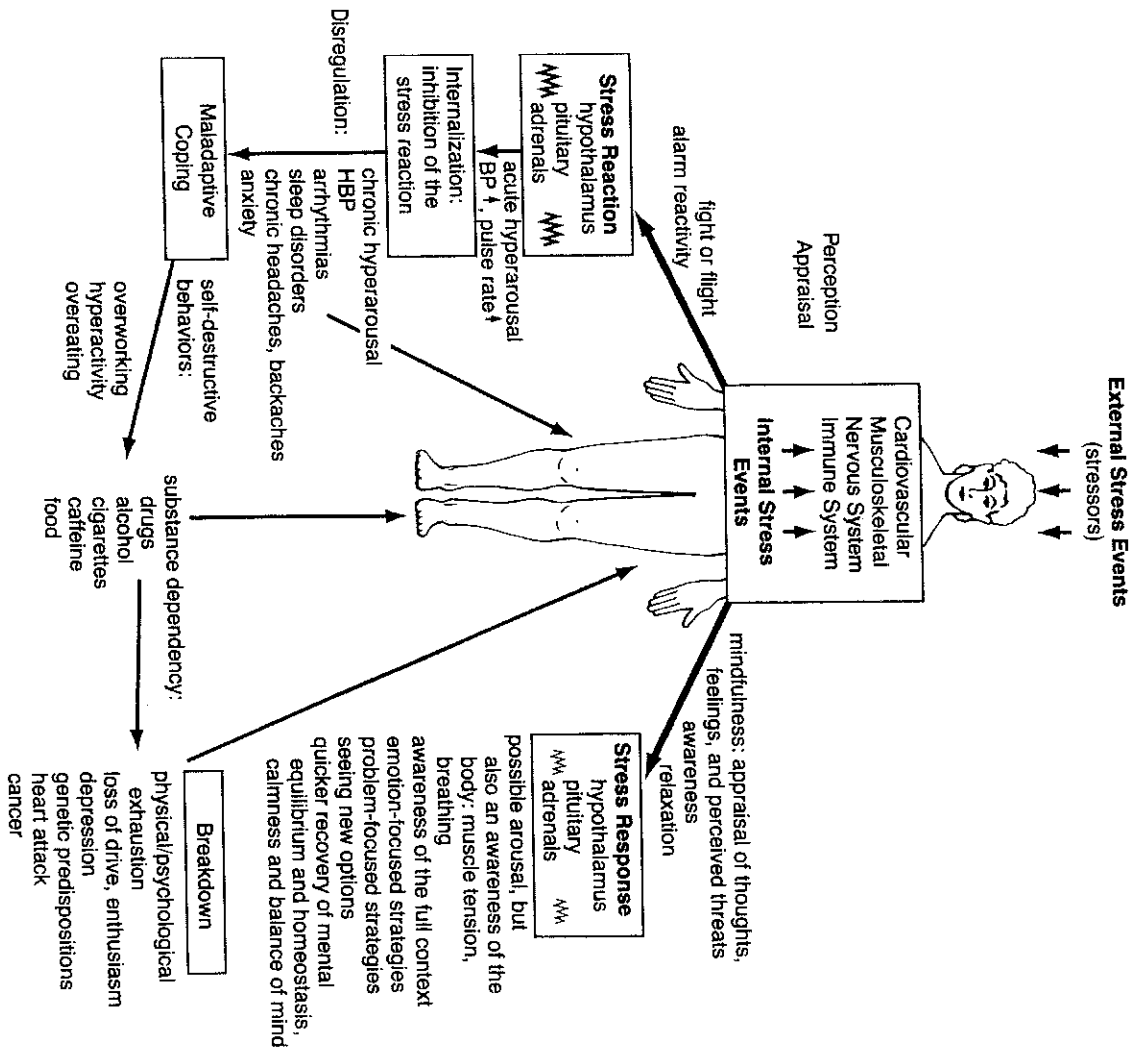 External Stress Events
(stressors)
Cardiovascular
Musculoskeletal
Nervous System
Immune System
Internal Stress
Events
Perception
Appraisal
fight or flight
alarm reactivity
Stress Reaction
hypothalamus
pituitary
adrenals
acute hyperarousal
BP↑, pulse rate↑
Internalization:
inhibition of the
stress reaction
Disregulation:
chronic hyperarousal
HBP
arrhythmias
sleep disorders
chronic headaches, backaches
anxiety
Maladaptive
Coping
self-destructive
behaviors:
overworking
hyperactivity
overeating
substance dependency:
drugs
alcohol
cigarettes
caffeine
food
mindfulness: appraisal of thoughts,
feelings, and perceived threats
awareness
relaxation
Stress Response
hypothalamus
pituitary
adrenals
possible arousal, but
also an awareness of the
body: muscle tension,
breathing
awareness of the full context
emotion-focused strategies
problem-focused strategies
seeing new options
quicker recovery of mental
equilibrium and homeostasis,
calmness and balance of mind
Breakdown
physical/psychological
exhaustion
loss of drive, enthusiasm
depression
genetic predispositions
heart attack
cancer